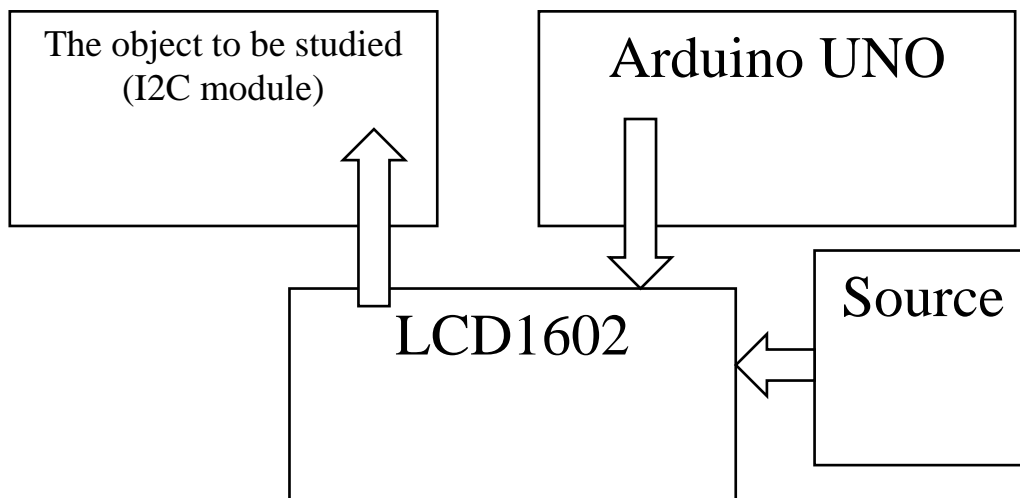 The object to be studied
(I2C module)
Arduino UNO
Source
LCD1602